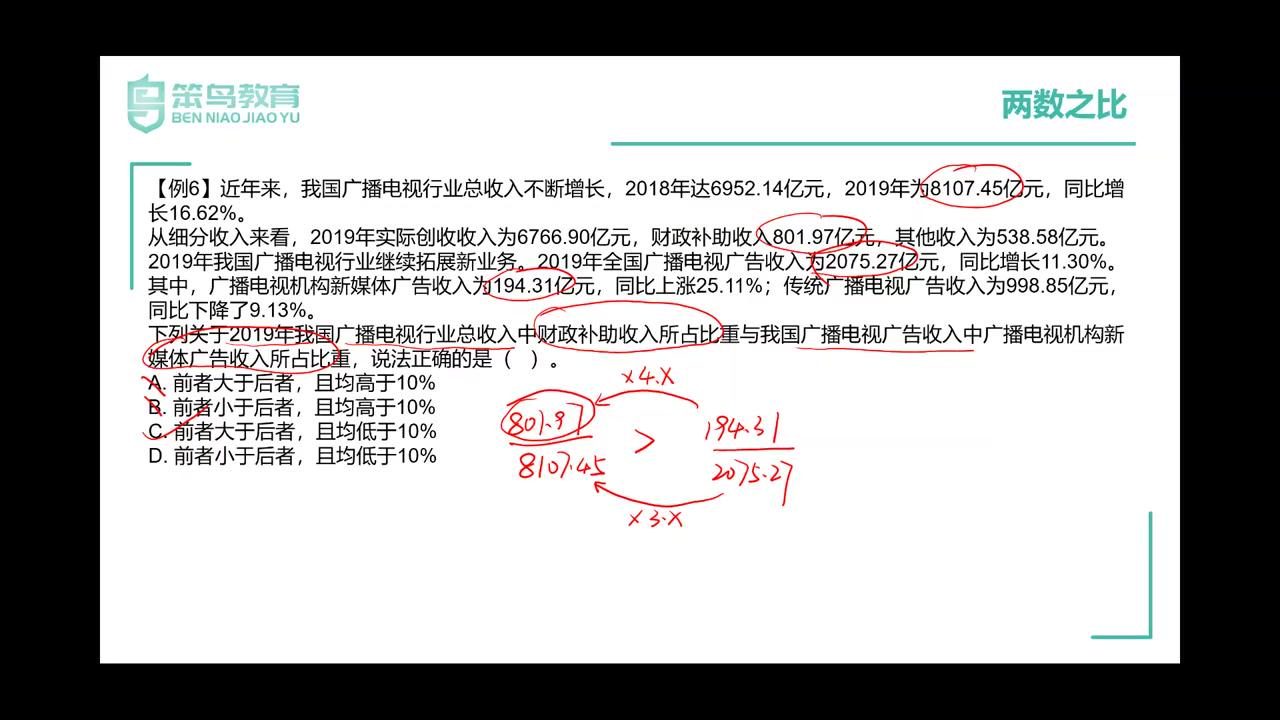 笨鸟教育
BEN NIAO JIAO YU
两数之比
【例6】近年来，我国广播电视行业总收入不断增长，2018年达6952.14亿元，2019年为8107.45亿元，同比增
长16.62%。
从细分收入来看，2019年实际创收收入为6766.90亿元，财政补助收入801.97亿元，其他收入为538.58亿元。
2019年我国广播电视行业继续拓展新业务。2019年全国广播电视广告收入为2075.27亿元，同比增长11.30%。
其中，广播电视机构新媒体广告收入为194.31亿元，同比上涨25.11%；传统广播电视广告收入为998.85亿元，
同比下降了9.13%。
下列关于2019年我国广播电视行业总收入中财政补助收入所占比重与我国广播电视广告收入中广播电视机构新
媒体广告收入所占比重，说法正确的是（ ）。
A. 前者大于后者，且均高于10%
B. 前者小于后者，且均高于10%
C. 前者大于后者，且均低于10%
D. 前者小于后者，且均低于10%
×4.X
801.97 > 194.31
8107.45 2075.27
×3.X